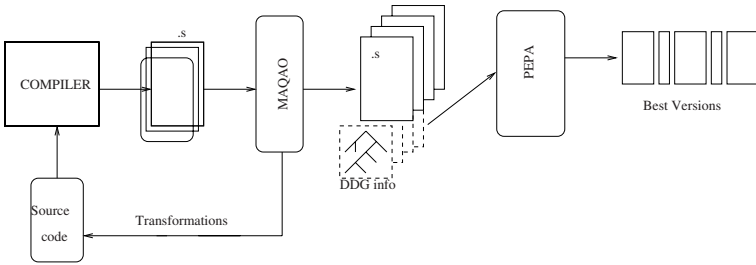 .s
COMPILER
MAQAO
.s
PEPA
Best Versions
DDG info
Source
code
Transformations